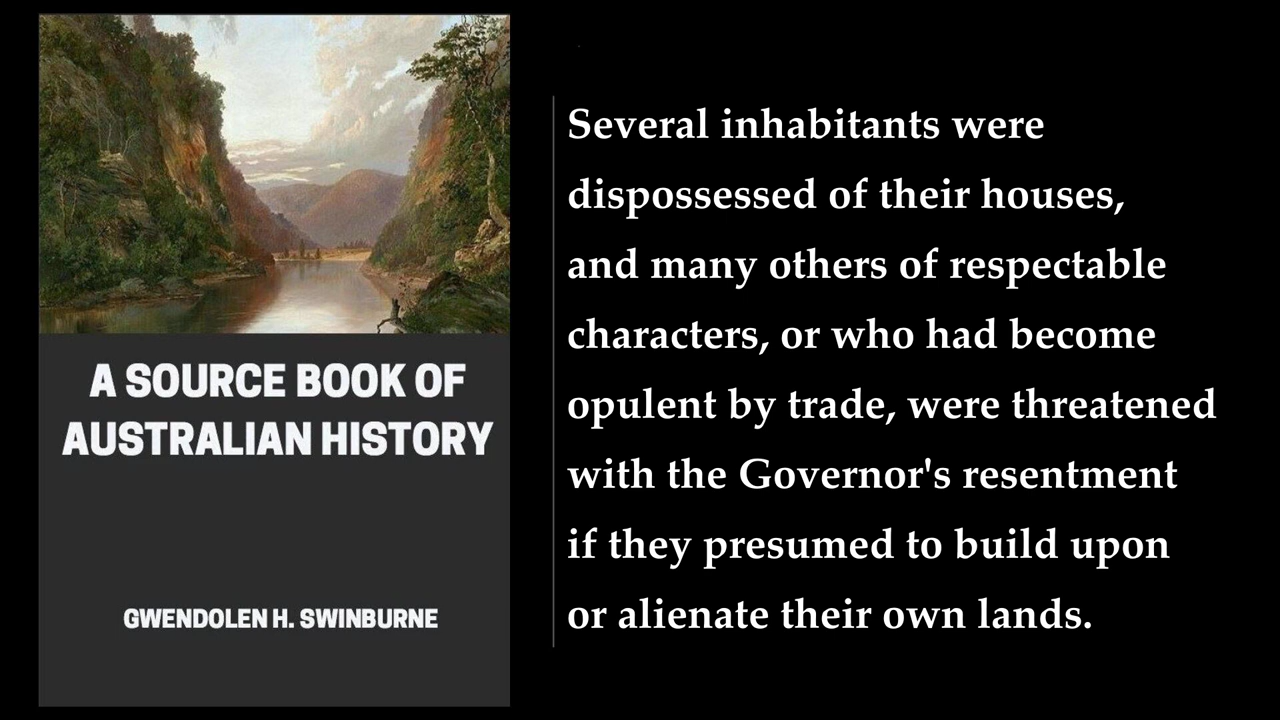 A SOURCE BOOK OF
AUSTRALIAN HISTORY
GWENDOLEN H. SWINBURNE
Several inhabitants were
dispossessed of their houses,
and many others of respectable
characters, or who had become
opulent by trade, were threatened
with the Governor's resentment
if they presumed to build upon
or alienate their own lands.